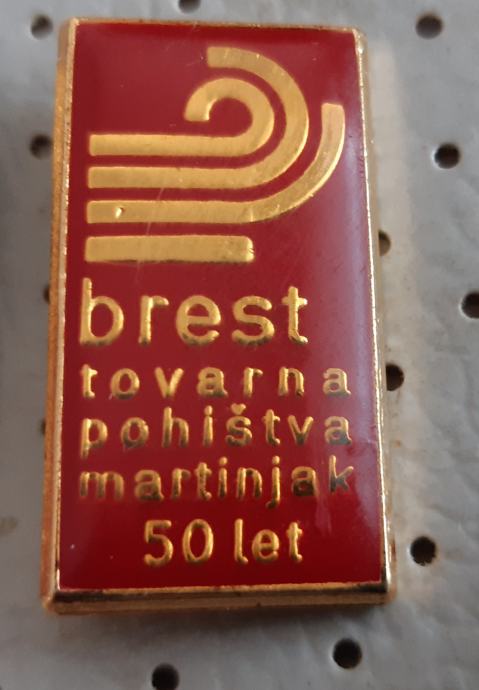 brest
tovarna
pohištva
martinjak
50 let